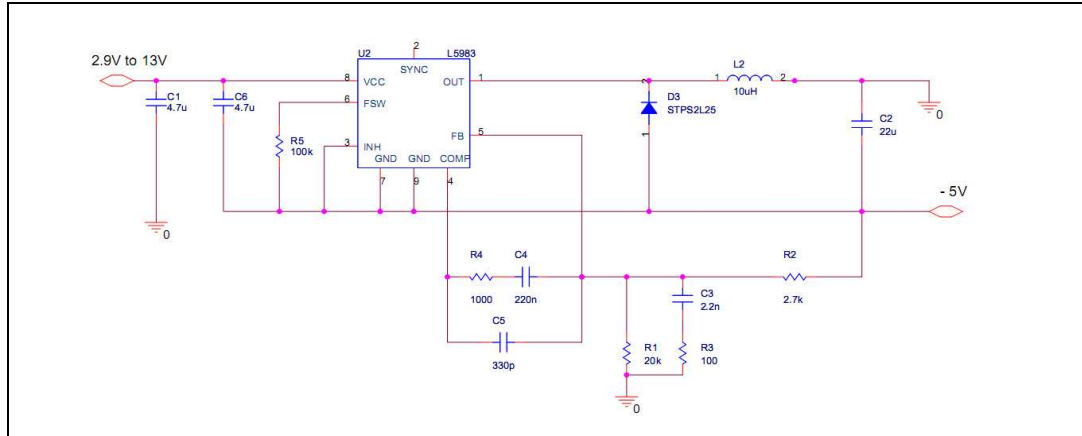 2.9V to 13V
C1
4.7u
0
C6
4.7u
R5
100k
U2
L5983
2
SYNC
8
VCC
6
FSW
3
INH
OUT
1
FB
5
GND
7
GND
9
COMP
4
2
D3
STPS2L25
1
1
L2
2
10uH
0
C2
22u
- 5V
R4
1000
C4
220n
C5
330p
R2
2.7k
C3
2.2n
R1
20k
R3
100
0